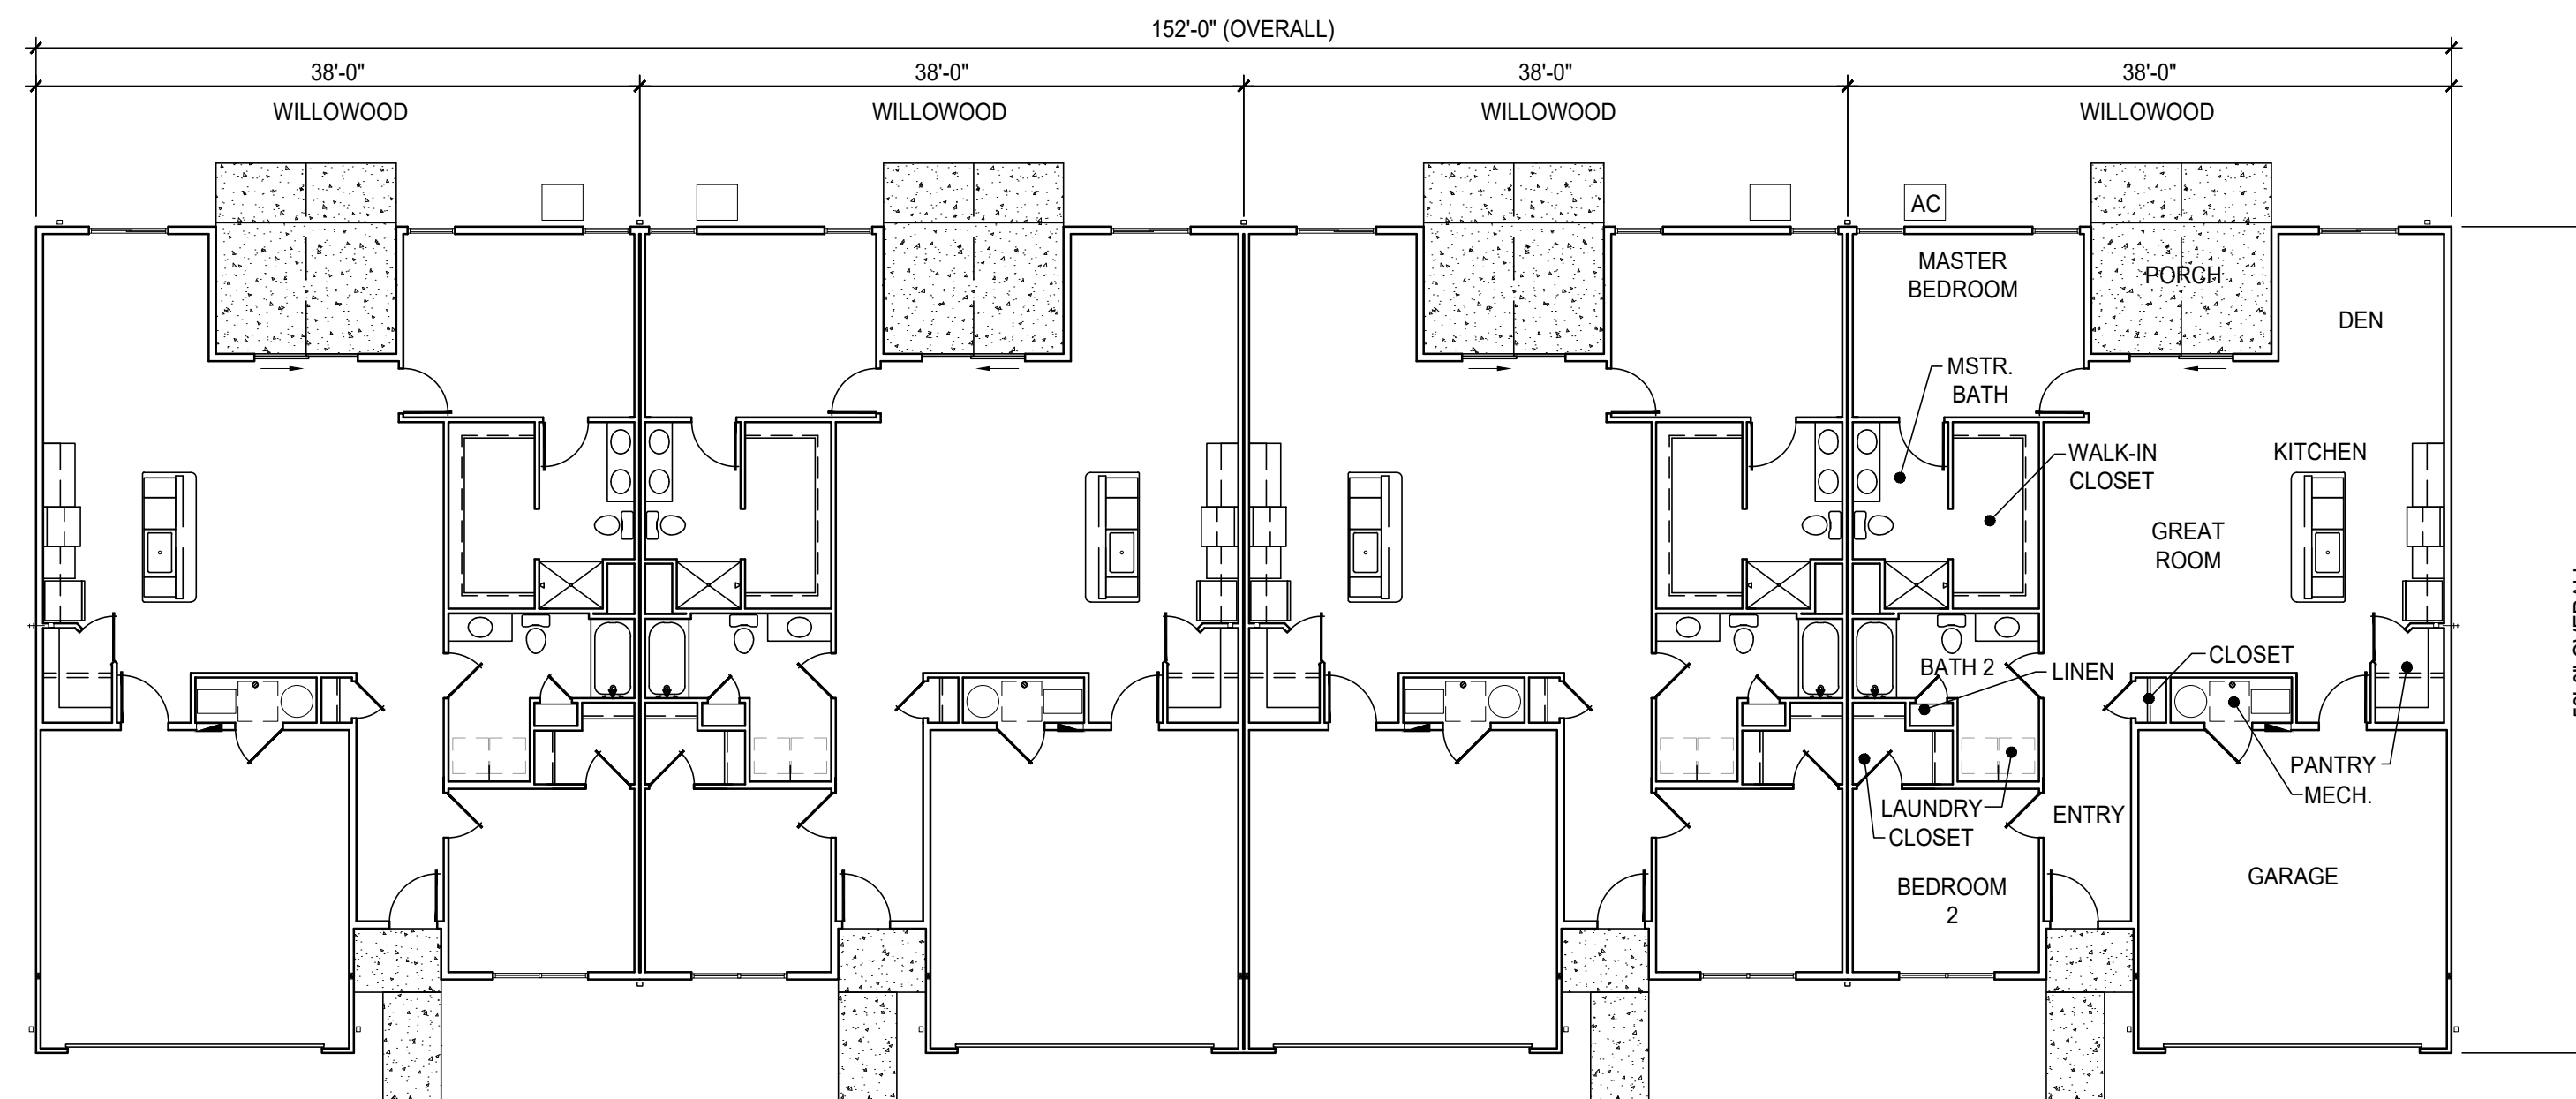 152'-0" (OVERALL)
38'-0"
38'-0"
38'-0"
38'-0"
WILLOWOOD
WILLOWOOD
WILLOWOOD
WILLOWOOD
AC
MASTER
BEDROOM
PORCH
DEN
MSTR.
BATH
WALK-IN
CLOSET
KITCHEN
GREAT
ROOM
BATH 2
LINEN
CLOSET
PANTRY
MECH.
LAUNDRY
CLOSET
ENTRY
BEDROOM
2
GARAGE